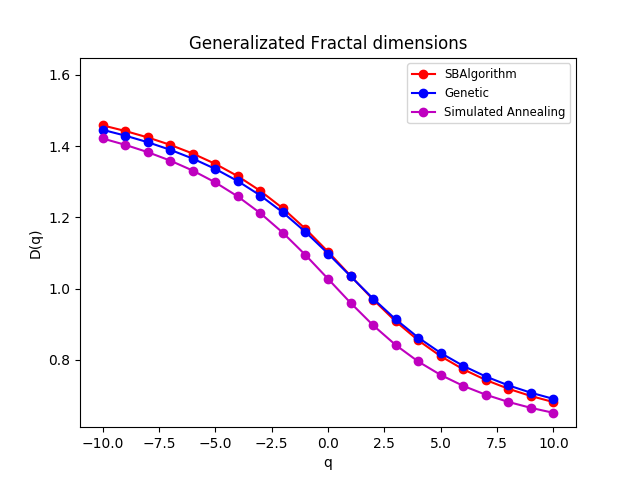 Generalizated Fractal dimensions
SBAlgorithm
Genetic
Simulated Annealing
D(q)
1.6
1.4
1.2
1.0
0.8
−10.0 −7.5 −5.0 −2.5 0.0 2.5 5.0 7.5 10.0
q